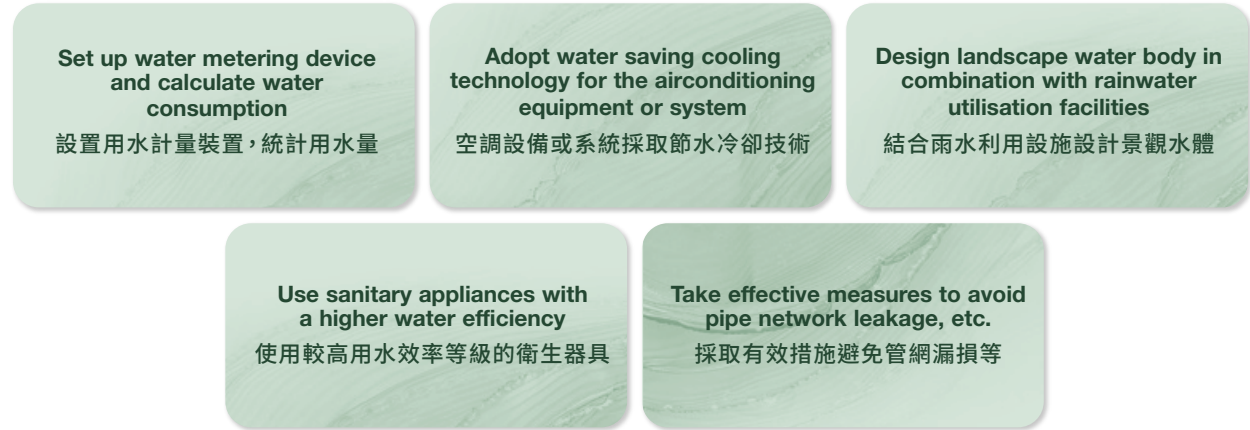 Set up water metering device
and calculate water
consumption
設置用水計量裝置，統計用水量
Adopt water saving cooling
technology for the airconditioning
equipment or system
空調設備或系統採取節水冷卻技術
Design landscape water body in
combination with rainwater
utilisation facilities
結合雨水利用設施設計景觀水體
Use sanitary appliances with
a higher water efficiency
使用較高用水效率等級的衛生器具
Take effective measures to avoid
pipe network leakage, etc.
採取有效措施避免管網漏損等